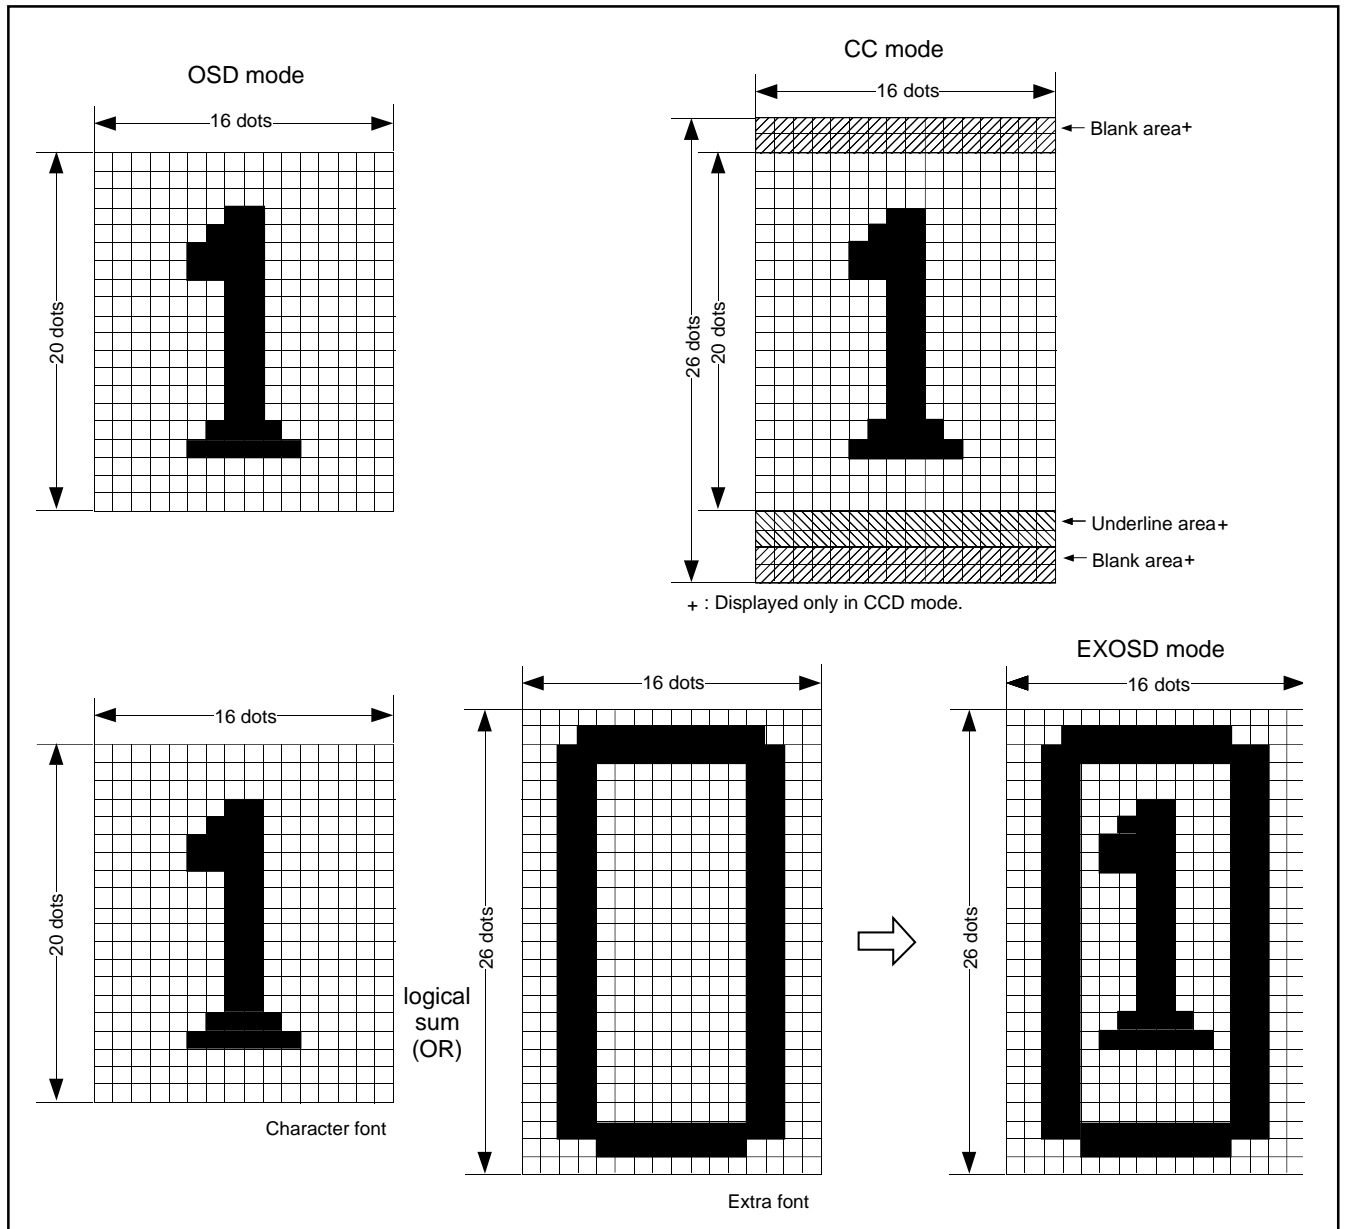 OSD mode
16 dots
20 dots
CC mode
16 dots
26 dots
20 dots
Blank area+
Underline area+
Blank area+
+ : Displayed only in CCD mode.
16 dots
20 dots
Character font
logical
sum
(OR)
16 dots
26 dots
Extra font
EXOSD mode
16 dots
26 dots